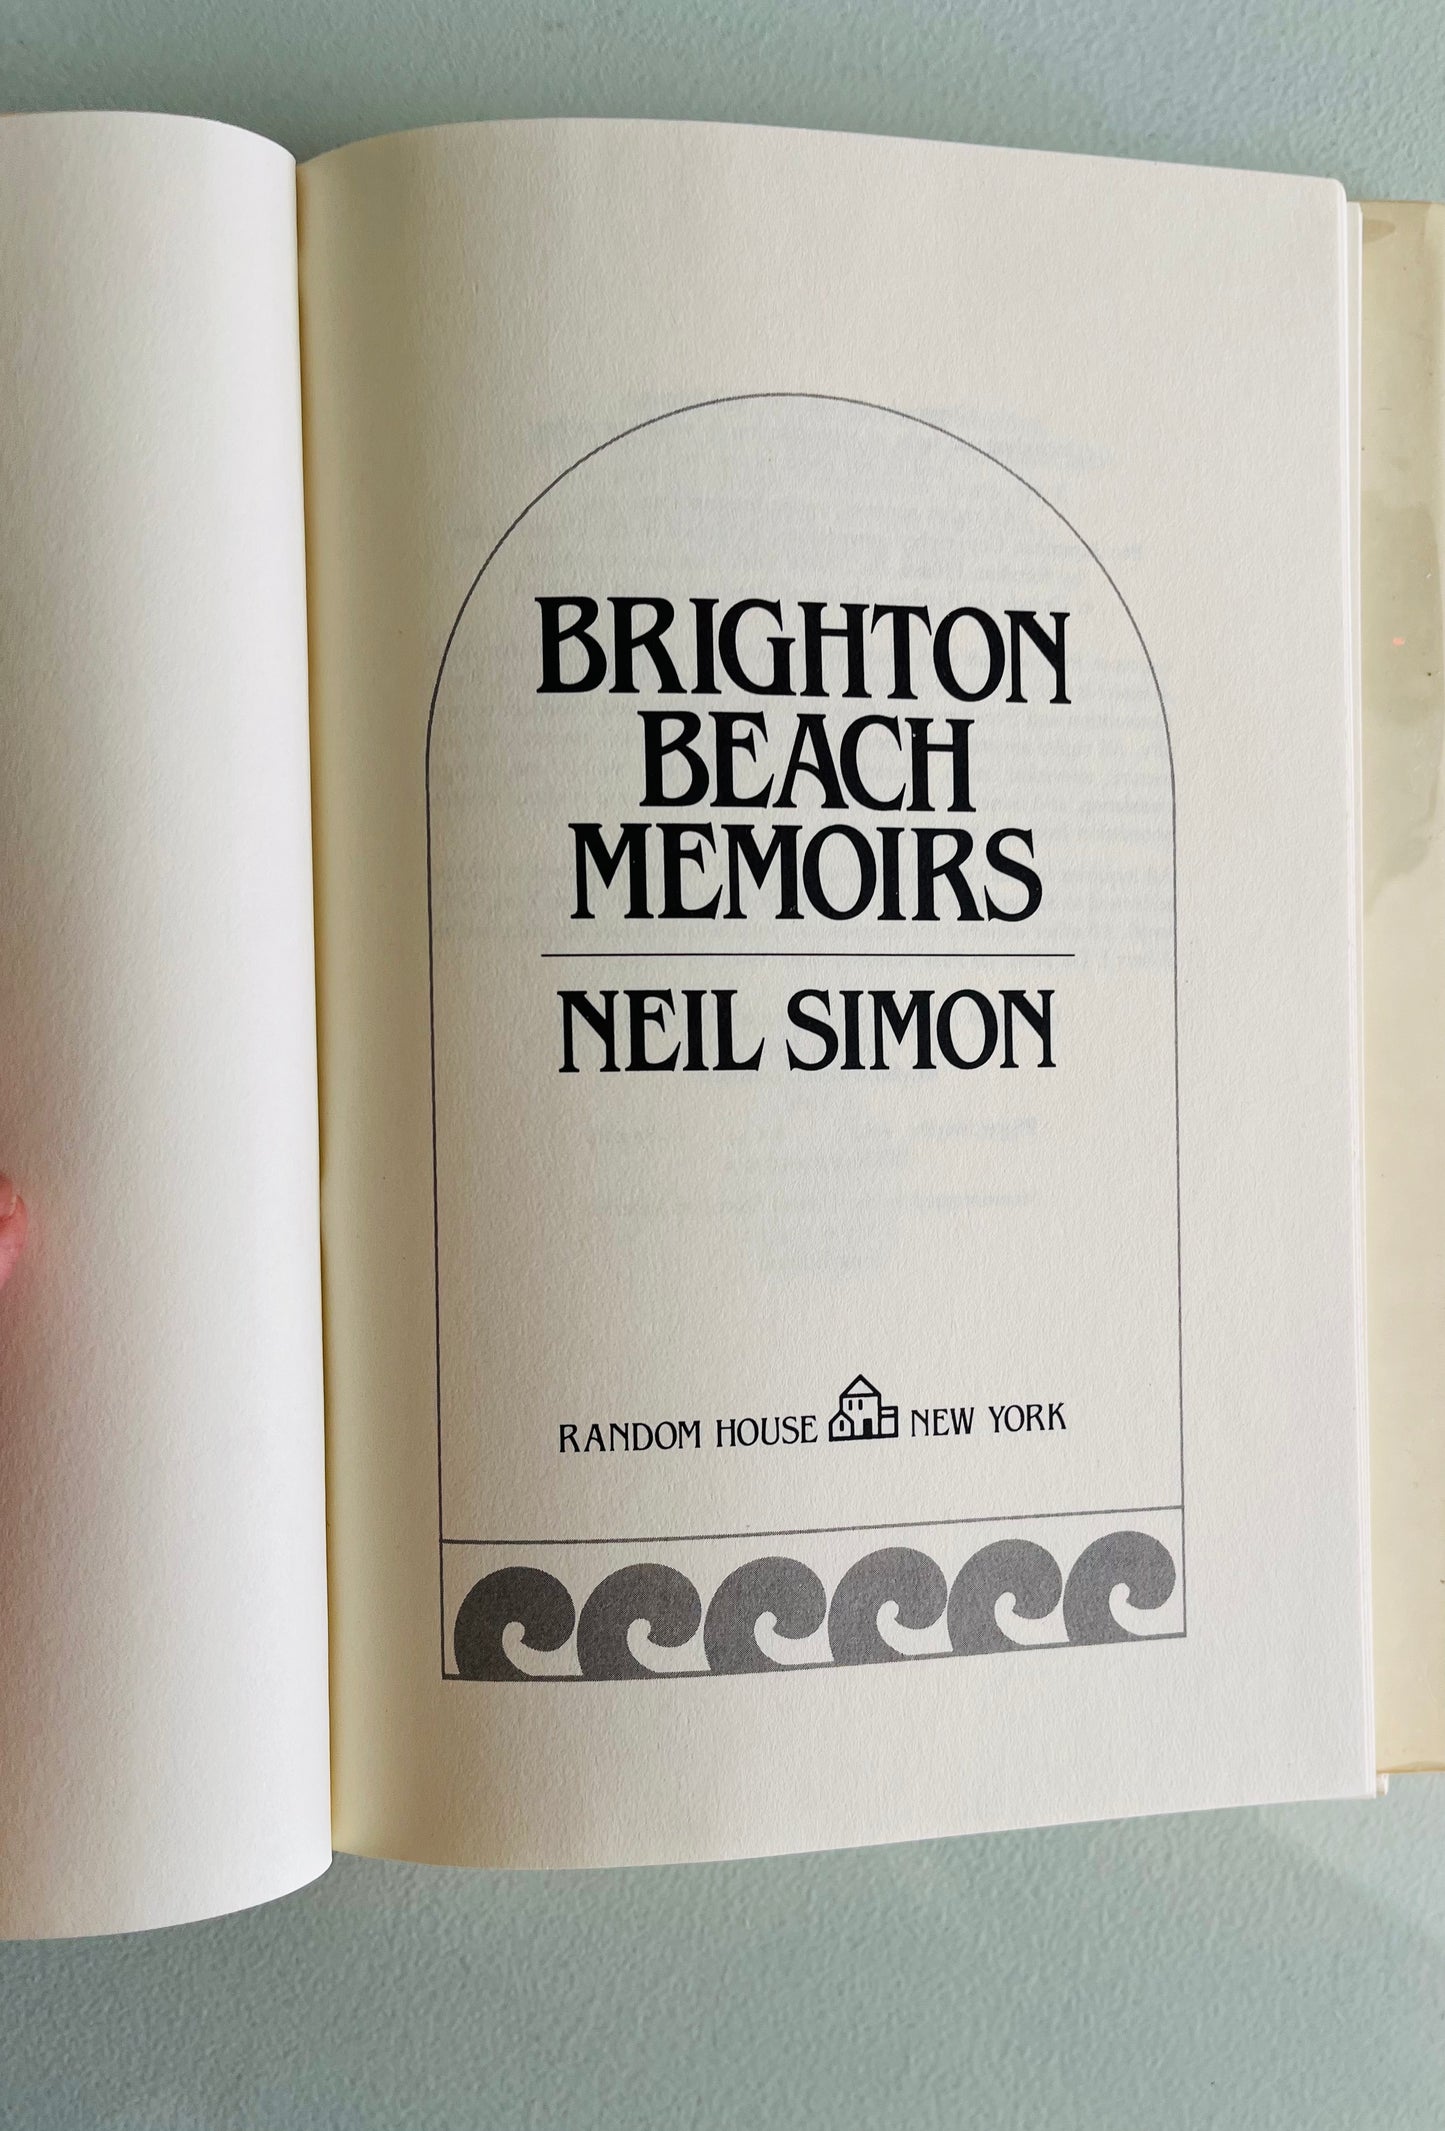 BRIGHTON
BEACH
MEMOIRS
NEIL SIMON
RANDOM HOUSE NEW YORK